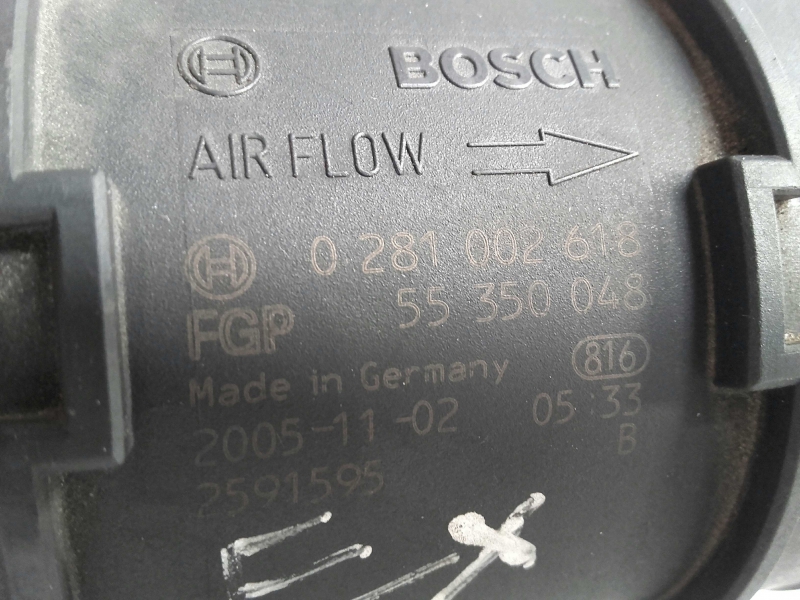 BOSCH
AIR FLOW
0 281 002 618
FGP 55 350 048
816
Made in Germany
2005-11-02 05 33
B
2591595